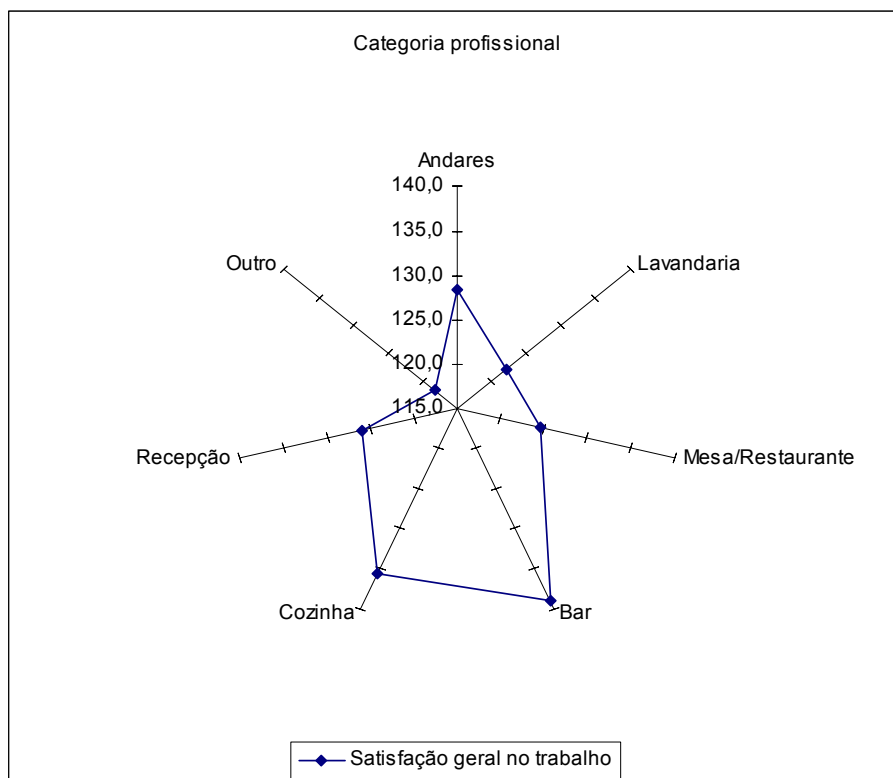 Categoria profissional
Andares
140,0
135,0
130,0
125,0
120,0
115,0
Outro
Lavandaria
Recepção
Mesa/Restaurante
Cozinha
Bar
Satisfação geral no trabalho